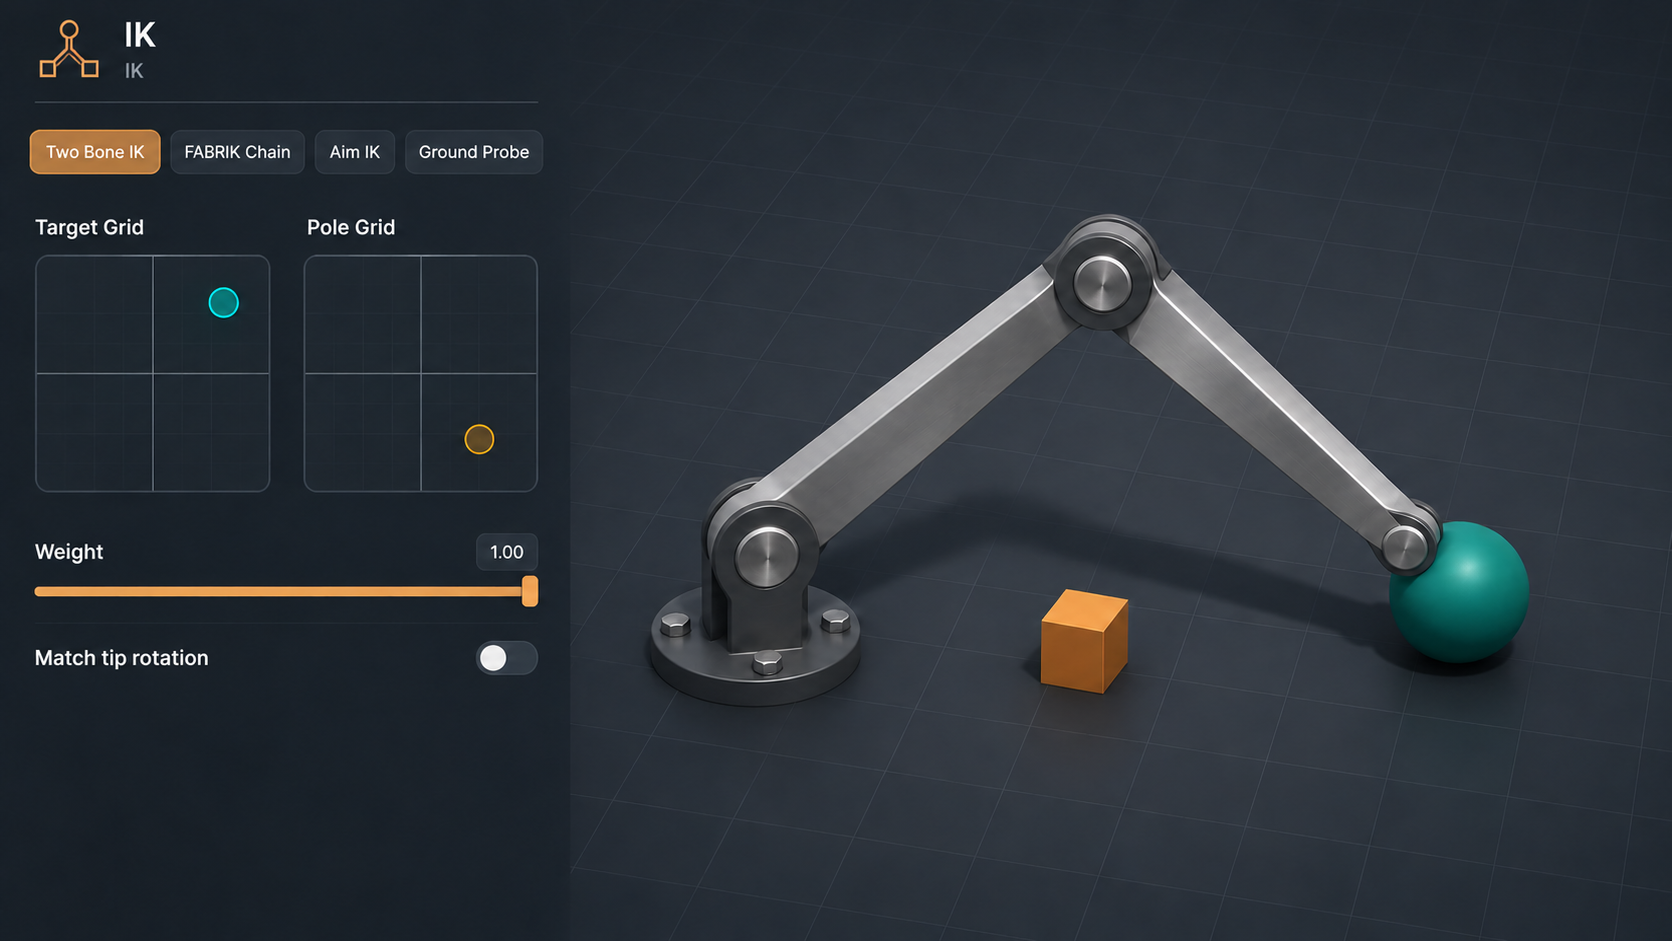 IK
IK
Two Bone IK
FABRIK Chain
Aim IK
Ground Probe
Target Grid
Pole Grid
Weight
1.00
Match tip rotation